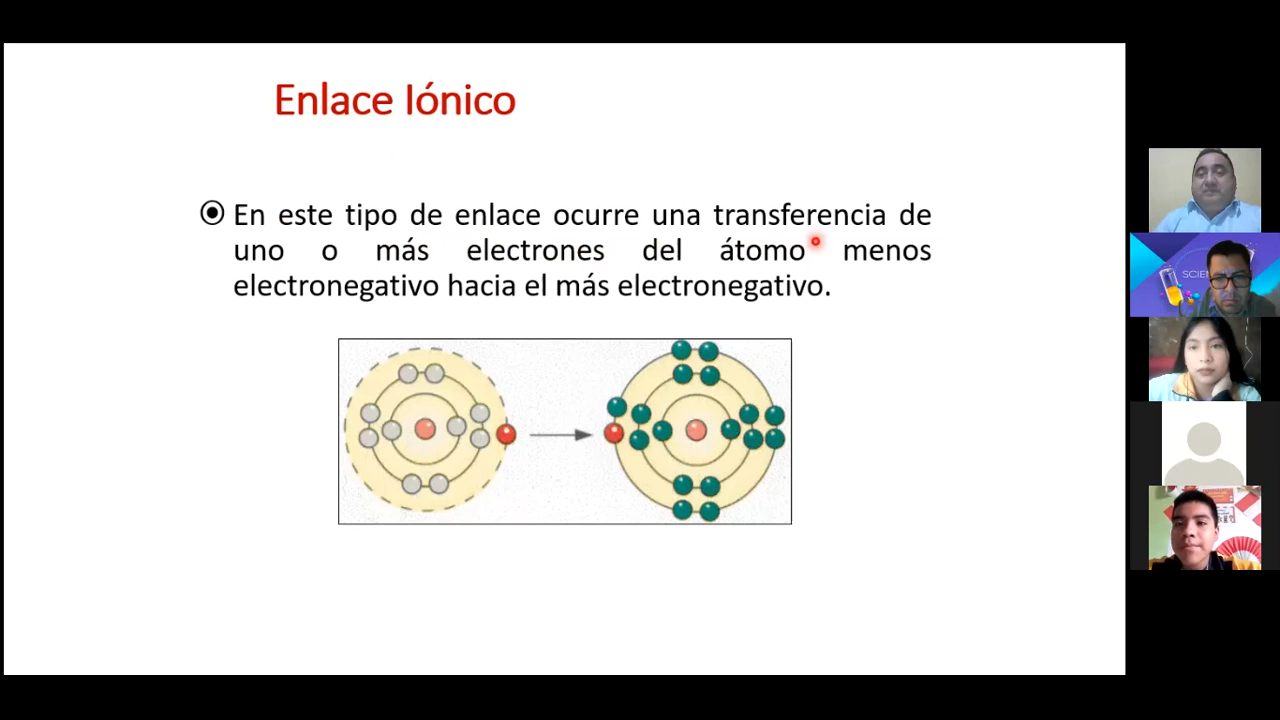 Enlace Iónico
En este tipo de enlace ocurre una transferencia de
uno o más electrones del átomo menos
electronegativo hacia el más electronegativo.
SCIEN